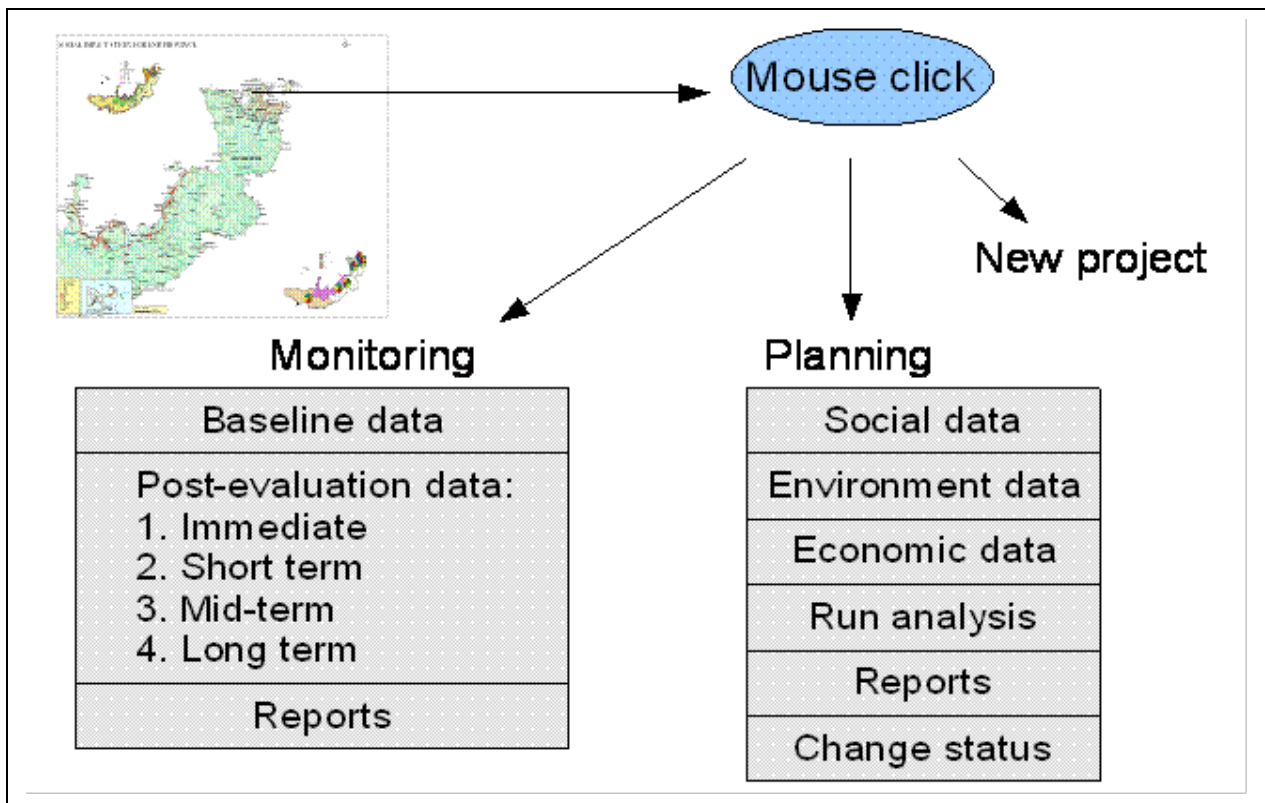 Mouse click
New project
Monitoring
Baseline data
Post-evaluation data:
1. Immediate
2. Short term
3. Mid-term
4. Long term
Reports
Planning
Social data
Environment data
Economic data
Run analysis
Reports
Change status